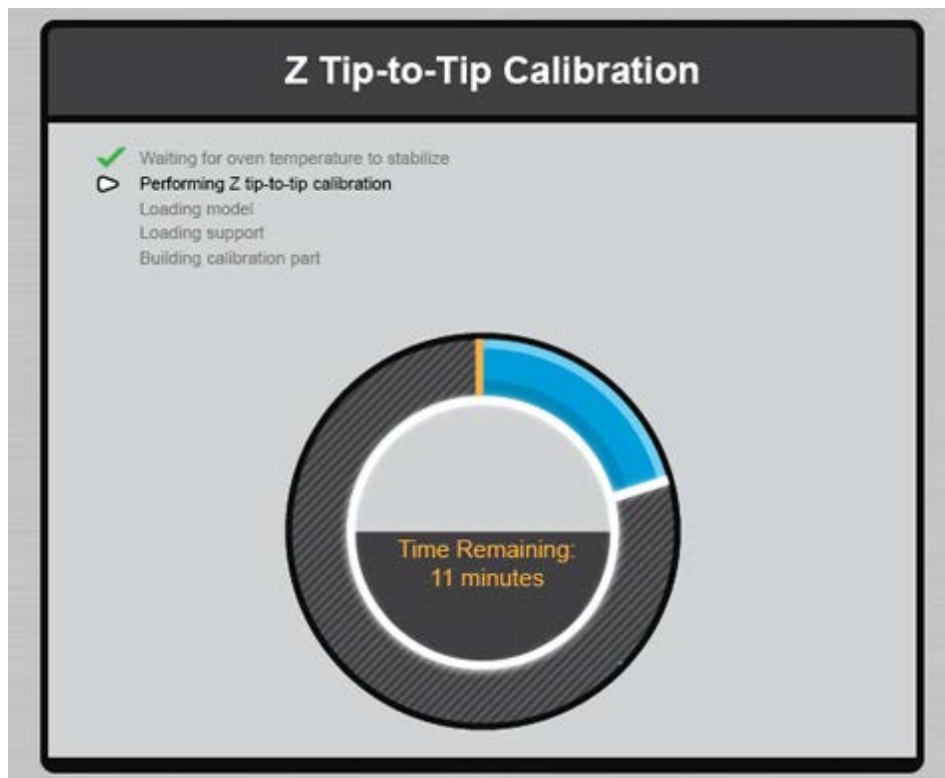 Z Tip-to-Tip Calibration
Waiting for oven temperature to stabilize
Performing Z tip-to-tip calibration
Loading model
Loading support
Building calibration part
Time Remaining:
11 minutes